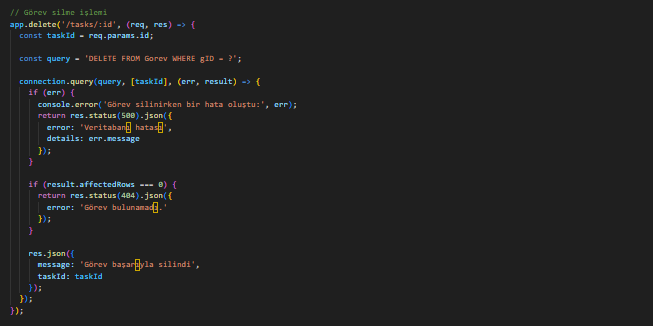 // Görev silme işlemi
app.delete('/tasks/:id', (req, res) => {
const taskId = req.params.id;
const query = 'DELETE FROM Gorev WHERE gID = ?';
connection.query(query, [taskId], (err, result) => {
if (err) {
console.error('Görev silinirken bir hata oluştu:', err);
return res.status(500).json({
error: 'Veritabanı hatası',
details: err.message
});
}
if (result.affectedRows === 0) {
return res.status(404).json({
error: 'Görev bulunamadı.'
});
}
res.json({
message: 'Görev başarıyla silindi',
taskId: taskId
});
});
});